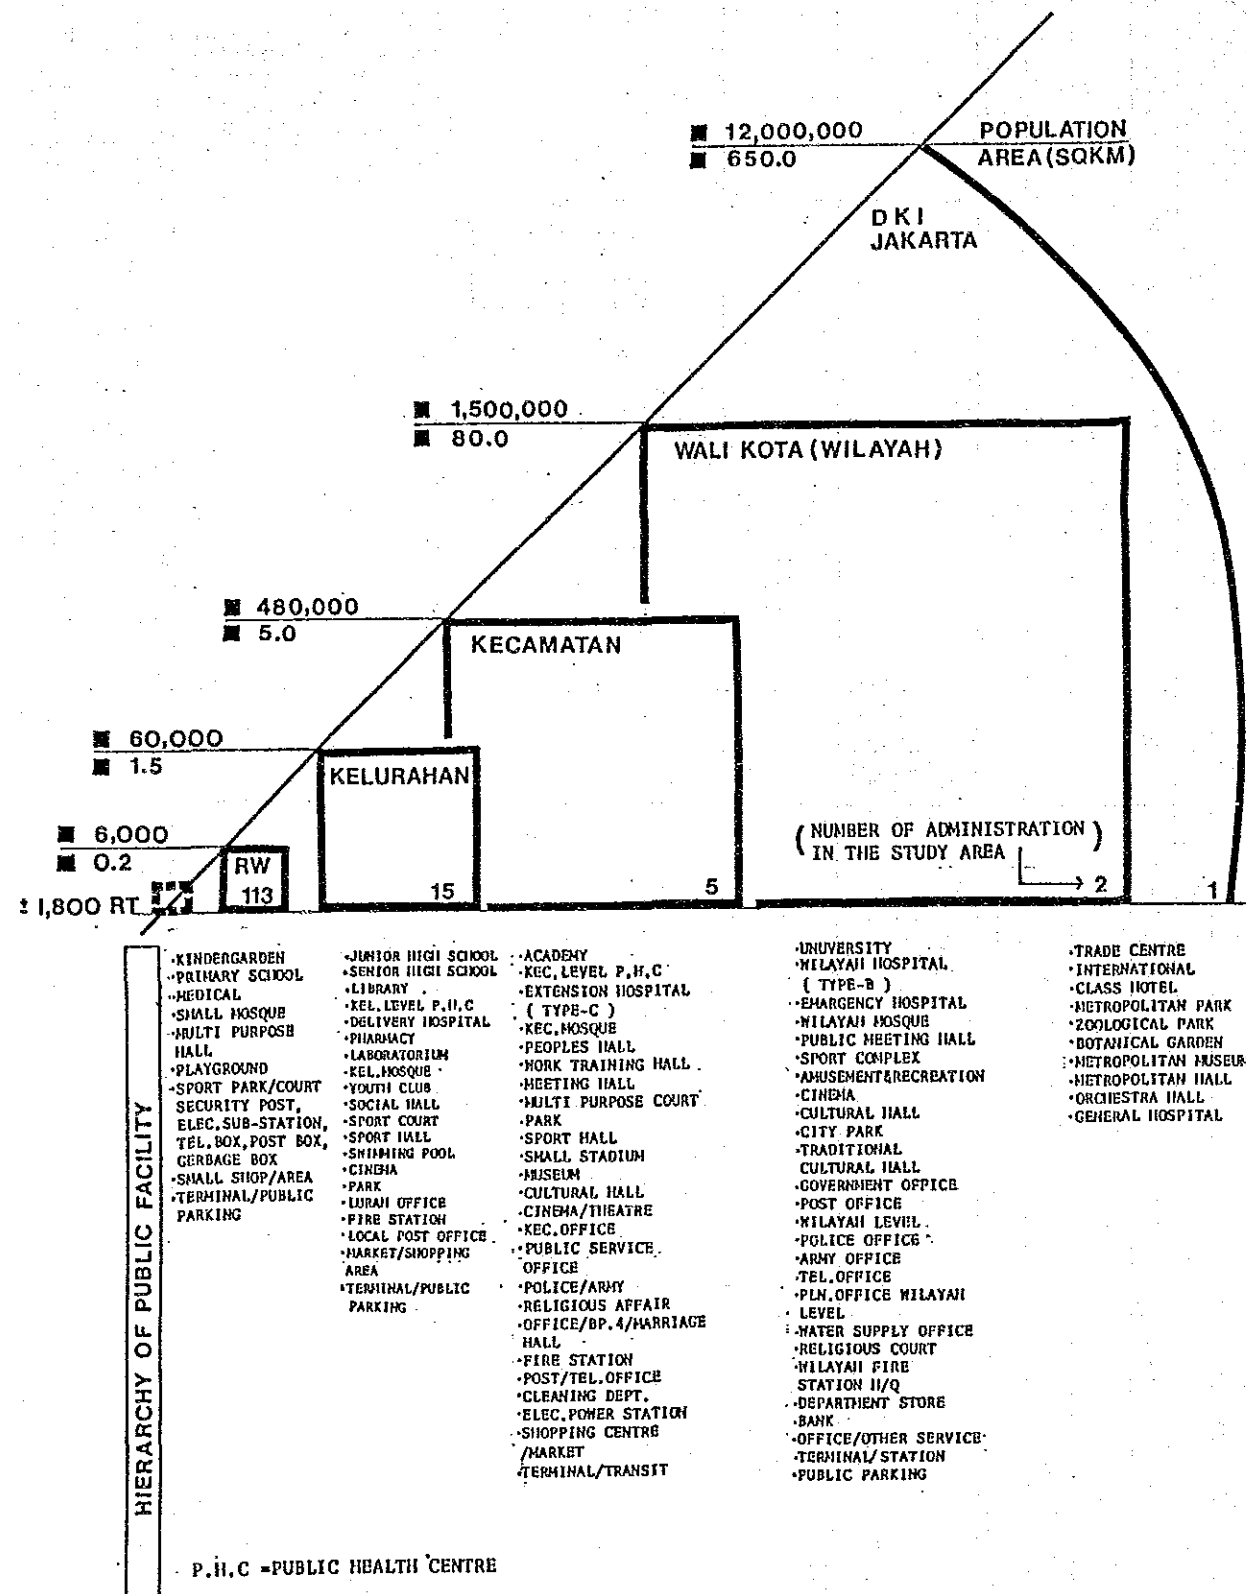 12,000,000
650.0
POPULATION
AREA(SQKM)
DKI
JAKARTA
1,500,000
80.0
WALI KOTA (WILAYAH)
480,000
5.0
KECAMATAN
60,000
1.5
KELURAHAN
6,000
0.2
RW
113
± 1,800 RT
15
5
(NUMBER OF ADMINISTRATION
IN THE STUDY AREA)
2
1
HIERARCHY OF PUBLIC FACILITY
·KINDERGARDEN
·PRIMARY SCHOOL
·MEDICAL
·SMALL MOSQUE
·MULTI PURPOSE
HALL
·PLAYGROUND
·SPORT PARK/COURT
SECURITY POST,
ELEC.SUB-STATION,
TEL.BOX,POST BOX,
GERBAGE BOX
·SMALL SHOP/AREA
·TERMINAL/PUBLIC
PARKING
·JUNIOR HIGH SCHOOL
·SENIOR HIGH SCHOOL
·LIBRARY
·KEL.LEVEL P.H.C
·DELIVERY HOSPITAL
·PHARMACY
·LABORATORIUM
·KEL.MOSQUE
·YOUTH CLUB
·SOCIAL HALL
·SPORT COURT
·SPORT HALL
·SWIMMING POOL
·CINEMA
·PARK
·LURAH OFFICE
·FIRE STATION
·LOCAL POST OFFICE
·MARKET/SHOPPING
AREA
·TERMINAL/PUBLIC
PARKING
·ACADEMY
·KEC.LEVEL P.H.C
·EXTENSION HOSPITAL
( TYPE-C )
·KEC.MOSQUE
·PEOPLES HALL
·WORK TRAINING HALL
·MEETING HALL
·MULTI PURPOSE COURT
·PARK
·SPORT HALL
·SMALL STADIUM
·MUSEUM
·CULTURAL HALL
·CINEMA/THEATRE
·KEC.OFFICE
·PUBLIC SERVICE
OFFICE
·POLICE/ARMY
·RELIGIOUS AFFAIR
·OFFICE/BP.4/MARRIAGE
HALL
·FIRE STATION
·POST/TEL.OFFICE
·CLEANING DEPT.
·ELEC.POWER STATION
·SHOPPING CENTRE
/MARKET
·TERMINAL/TRANSIT
·UNUVERSITY
·WILAYAH HOSPITAL
( TYPE-B )
·EMARGENCY HOSPITAL
·WILAYAH MOSQUE
·PUBLIC MEETING HALL
·SPORT COMPLEX
·AMUSEMENT&RECREATION
·CINEMA
·CULTURAL HALL
·CITY PARK
·TRADITIONAL
CULTURAL HALL
·GOVERNMENT OFFICE
·POST OFFICE
·WILAYAH LEVEL
·POLICE OFFICE
·ARMY OFFICE
·TEL.OFFICE
·PLN.OFFICE WILAYAH
LEVEL
·WATER SUPPLY OFFICE
·RELIGIOUS COURT
·WILAYAH FIRE
STATION H/Q
·DEPARTMENT STORE
·BANK
·OFFICE/OTHER SERVICE
·TERMINAL/STATION
·PUBLIC PARKING
·TRADE CENTRE
·INTERNATIONAL
·CLASS HOTEL
·METROPOLITAN PARK
·ZOOLOGICAL PARK
·BOTANICAL GARDEN
·METROPOLITAN MUSEUM
·METROPOLITAN HALL
·ORCHESTRA HALL
·GENERAL HOSPITAL
P.H.C =PUBLIC HEALTH CENTRE